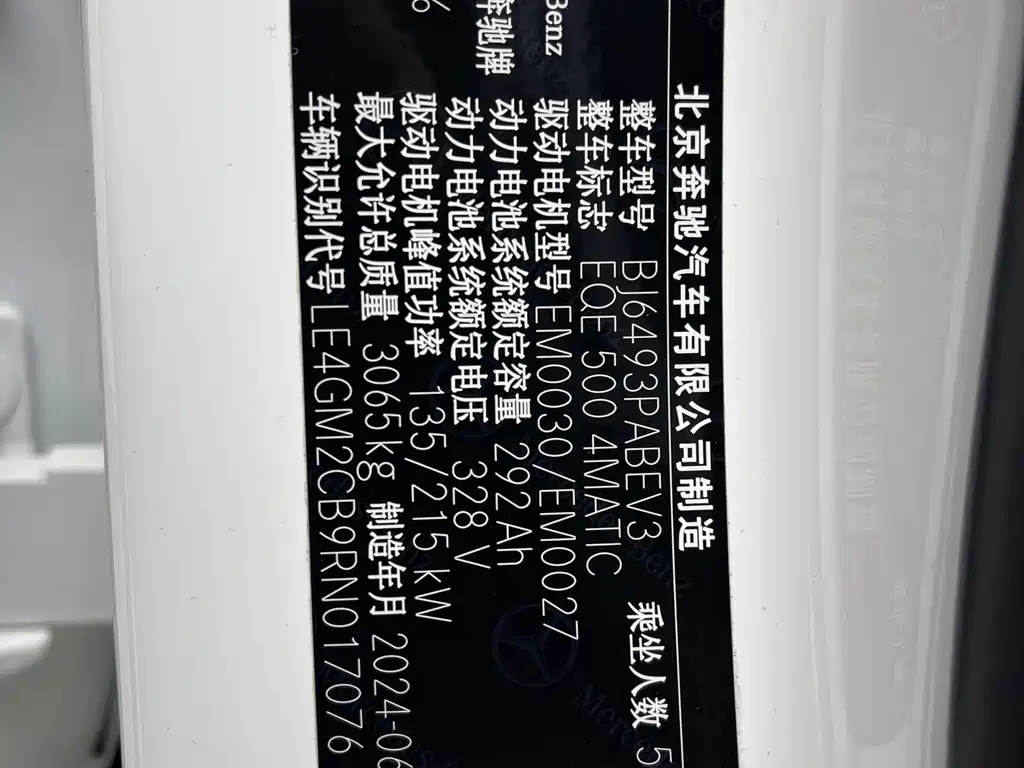 Benz
奔驰牌
6
北京奔驰汽车有限公司制造
整车型号 BJ6493PABEV3 乘坐人数 5
整车标志 EQE 500 4MATIC
驱动电机型号 EM0030/EM0027
动力电池系统额定容量 292Ah
动力电池系统额定电压 328V
驱动电机峰值功率 135/215kW
最大允许总质量 3065kg 制造年月 2024-06
车辆识别代号 LE4GM2CB9RN017076